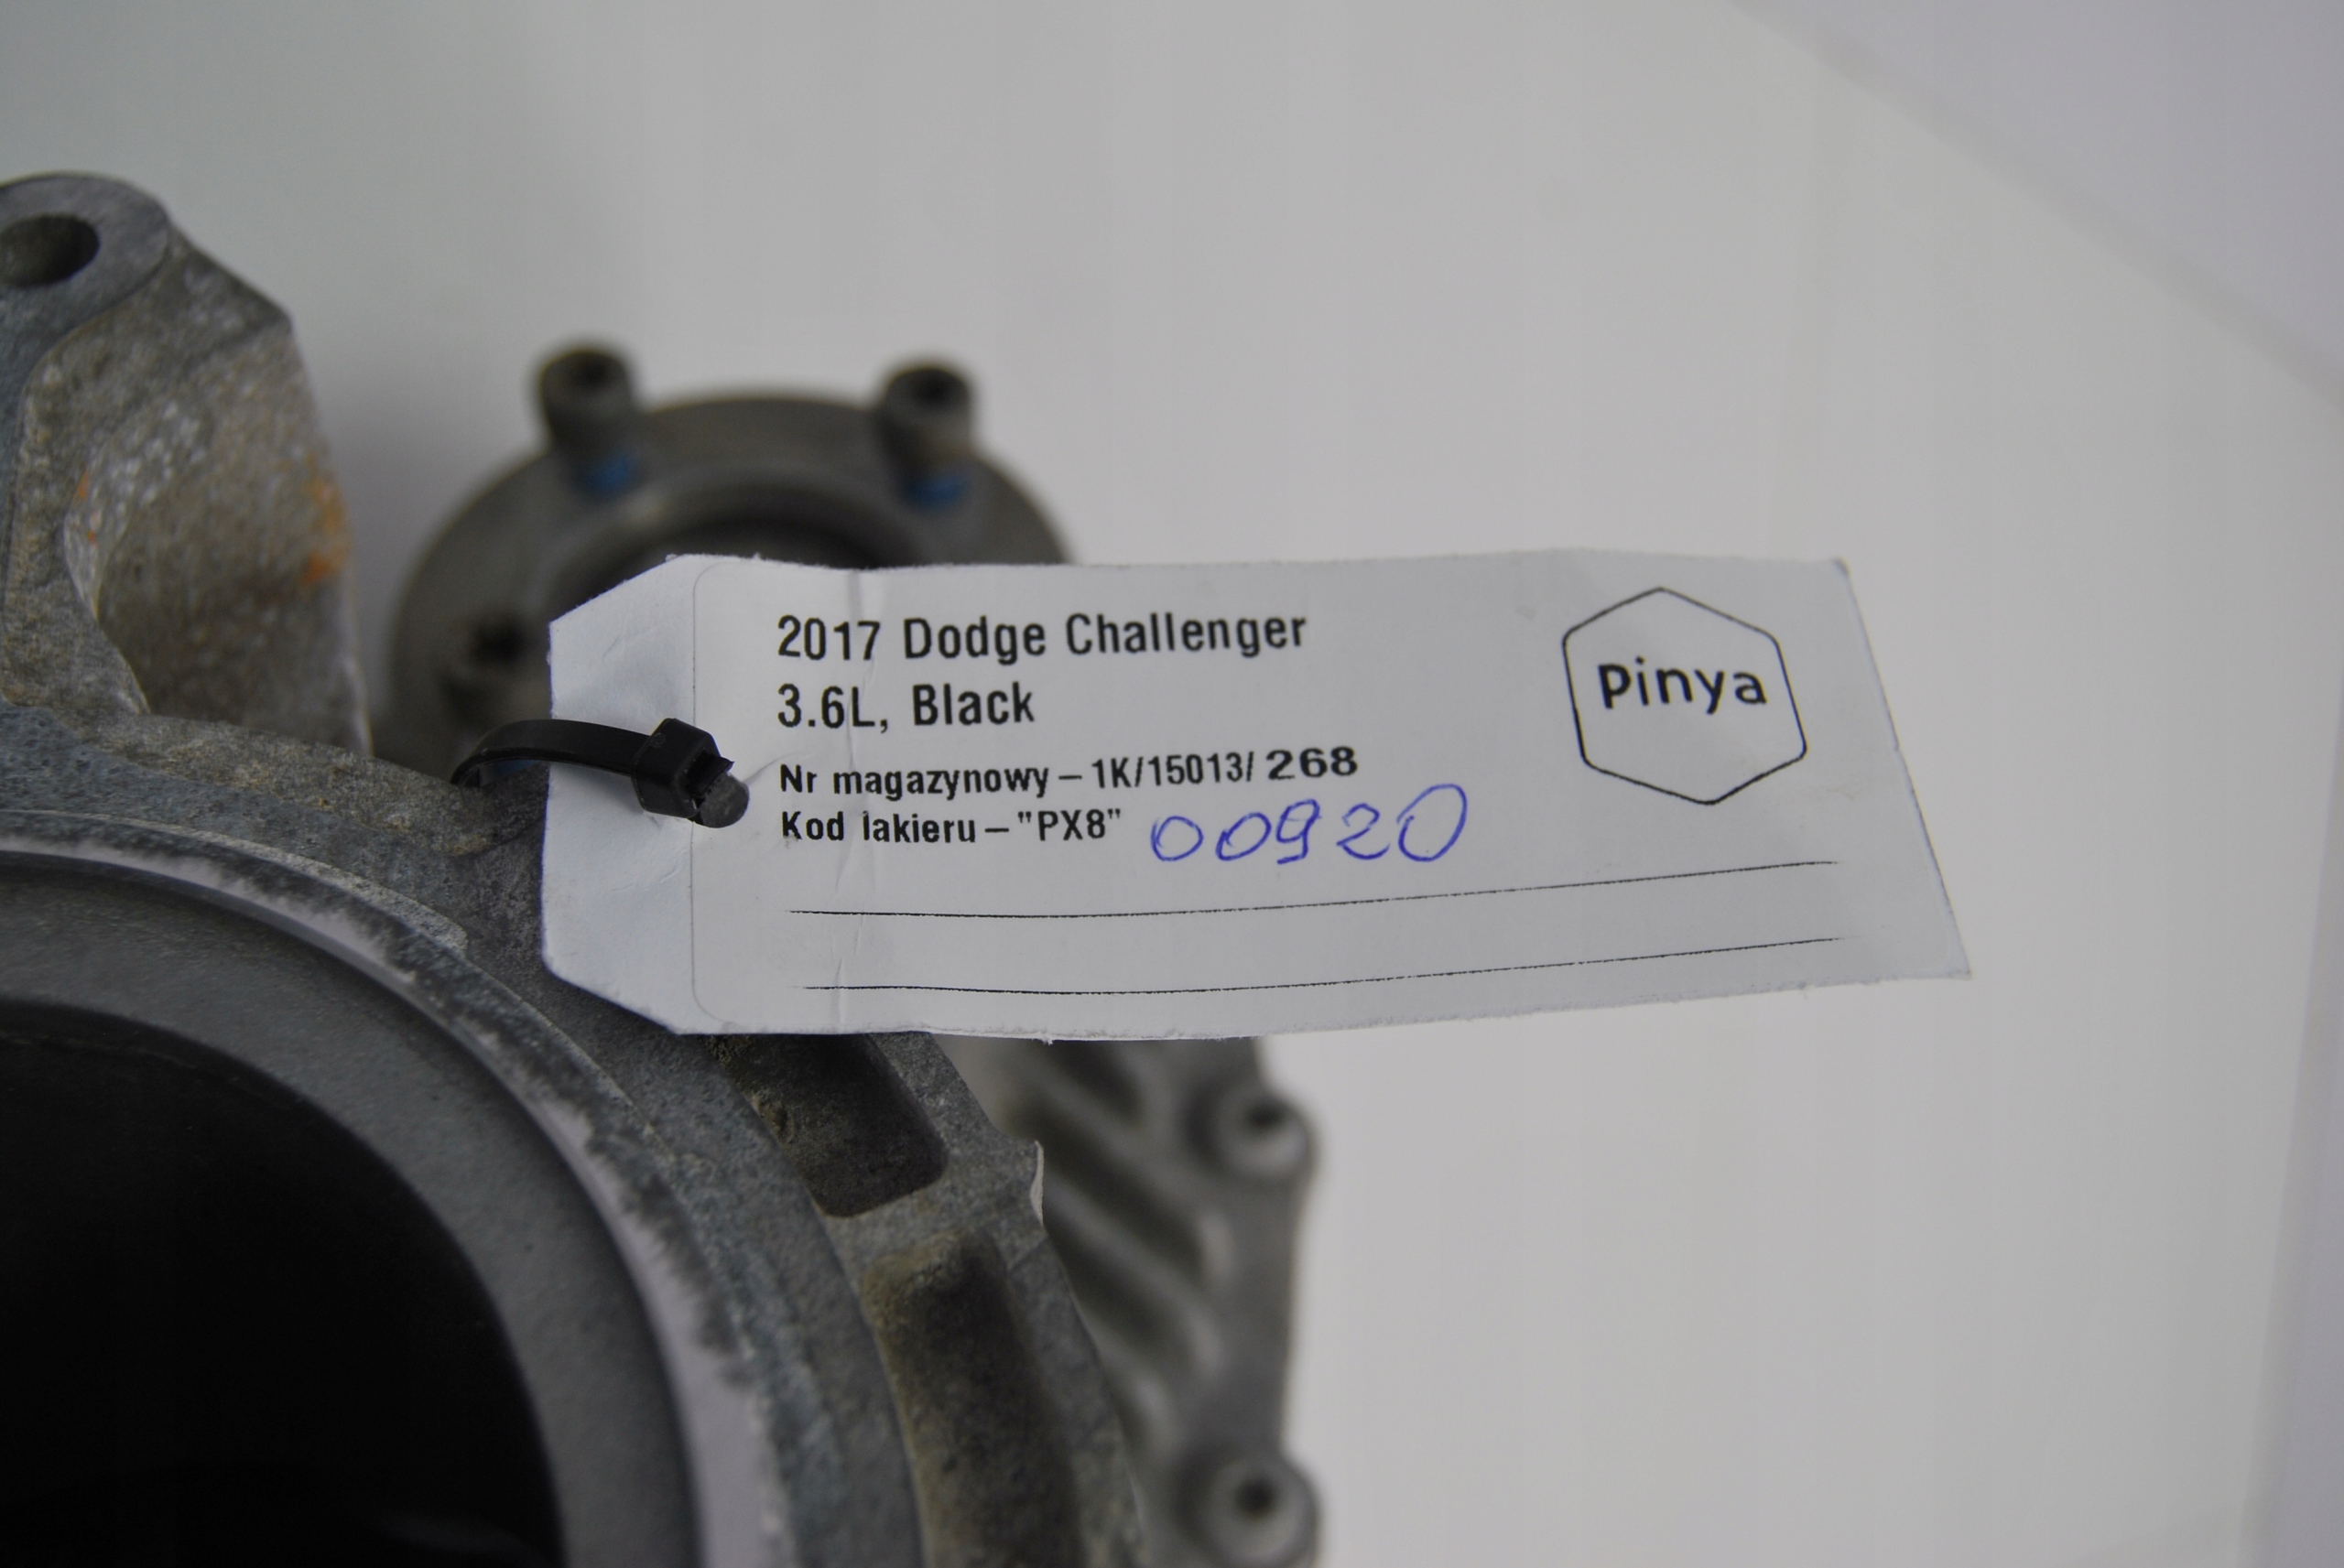 2017 Dodge Challenger
3.6L, Black
Nr magazynowy – 1K/15013/ 268
Kod lakieru – "PX8" 00920
Pinya